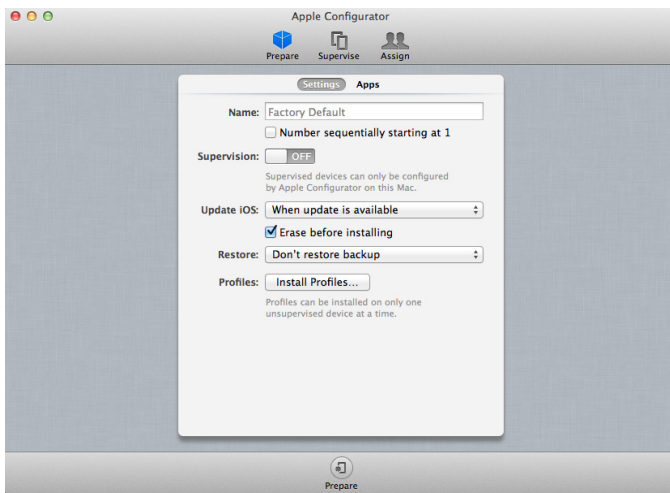 Apple Configurator
Prepare Supervise Assign
Settings Apps
Name: Factory Default
Number sequentially starting at 1
Supervision: OFF
Supervised devices can only be configured
by Apple Configurator on this Mac.
Update iOS: When update is available
Erase before installing
Restore: Don't restore backup
Profiles: Install Profiles...
Profiles can be installed on only one
unsupervised device at a time.
Prepare